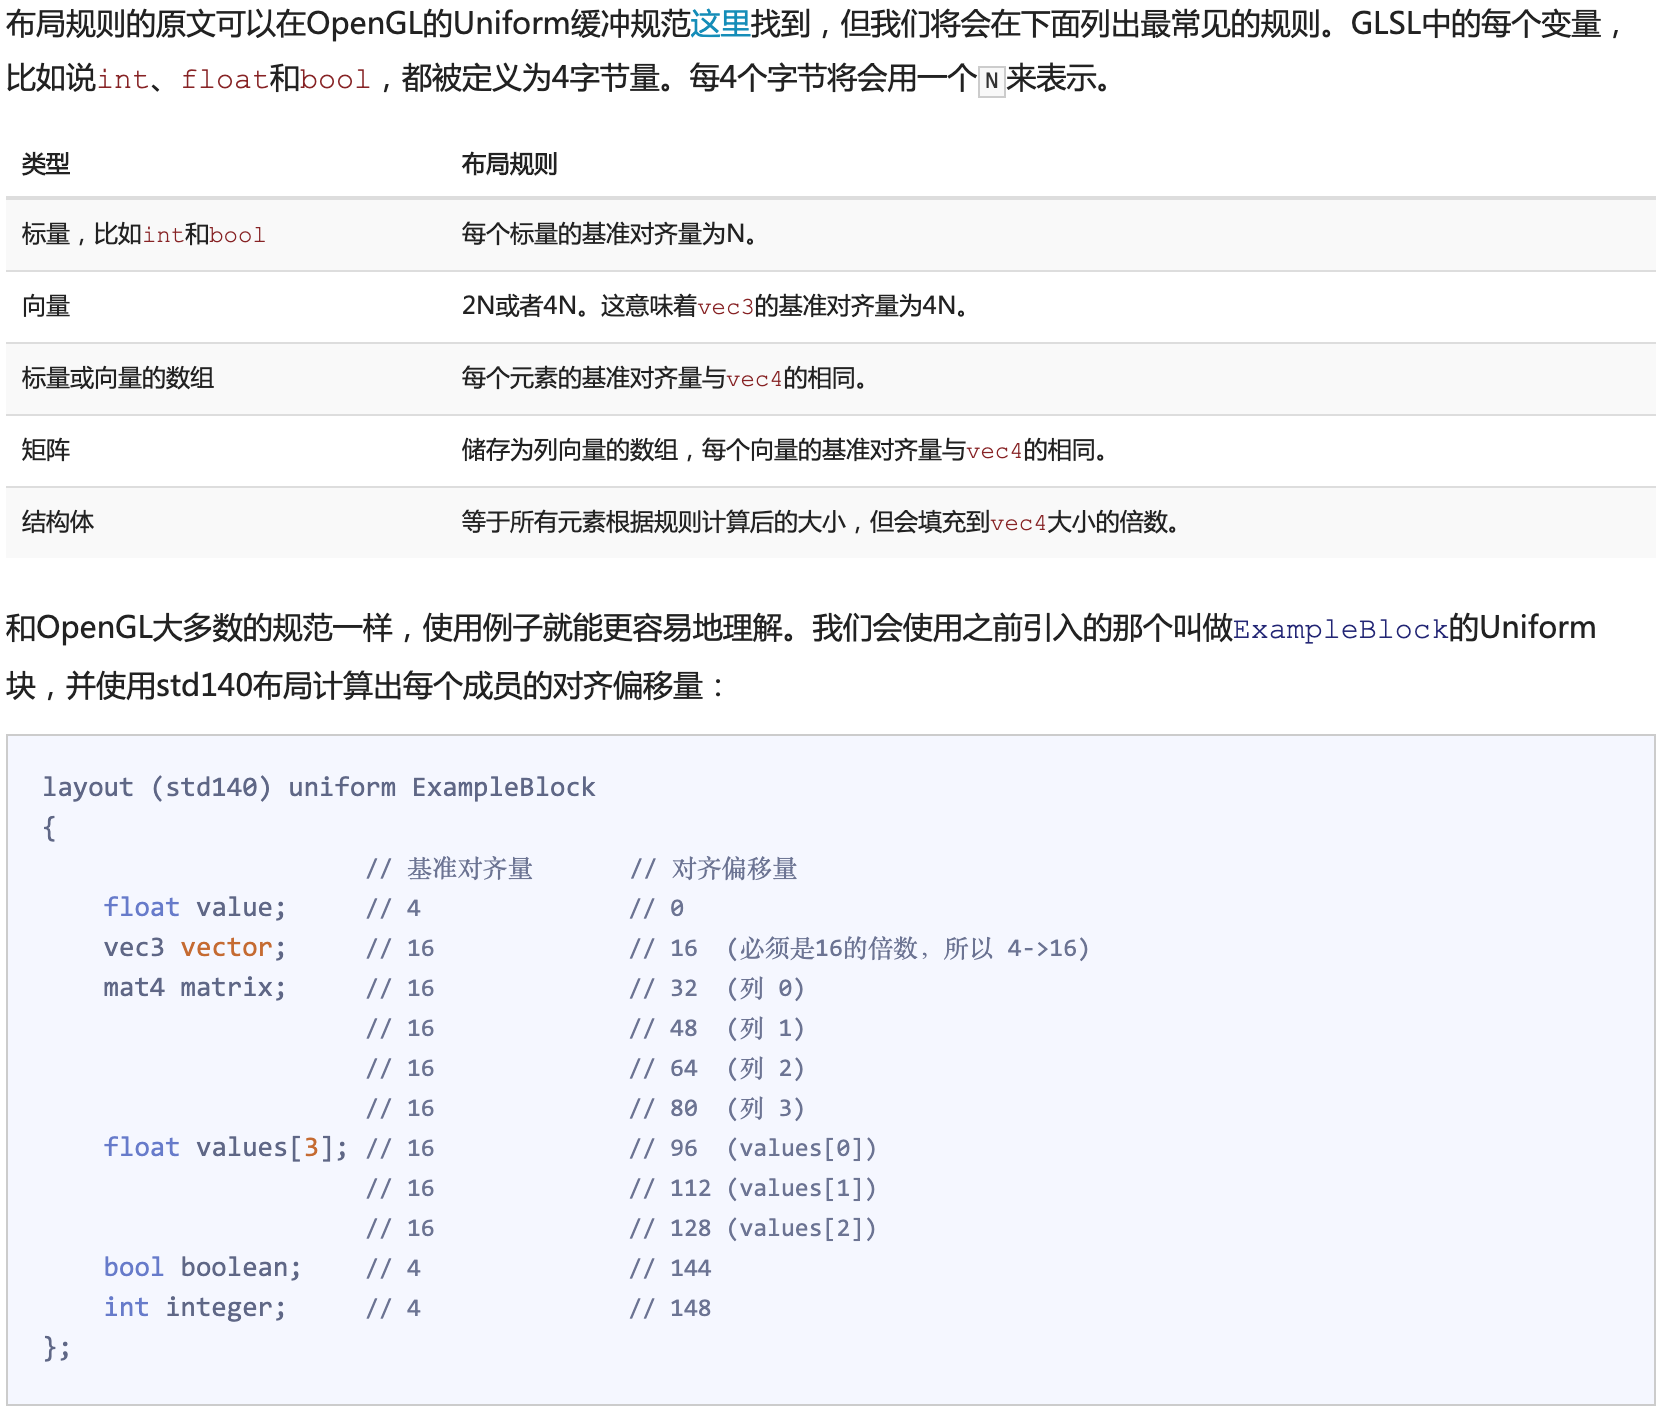 布局规则的原文可以在OpenGL的Uniform缓冲规范这里找到，但我们将会在下面列出最常见的规则。GLSL中的每个变量，
比如说int、float和bool，都被定义为4字节量。每4个字节将会用一个N来表示。
类型 布局规则
标量，比如int和bool 每个标量的基准对齐量为N。
向量 2N或者4N。这意味着vec3的基准对齐量为4N。
标量或向量的数组 每个元素的基准对齐量与vec4的相同。
矩阵 储存为列向量的数组，每个向量的基准对齐量与vec4的相同。
结构体 等于所有元素根据规则计算后的大小，但会填充到vec4大小的倍数。
和OpenGL大多数的规范一样，使用例子就能更容易地理解。我们会使用之前引入的那个叫做ExampleBlock的Uniform
块，并使用std140布局计算出每个成员的对齐偏移量：
layout (std140) uniform ExampleBlock
{
// 基准对齐量 // 对齐偏移量
float value; // 4 // 0
vec3 vector; // 16 // 16 (必须是16的倍数，所以 4->16)
mat4 matrix; // 16 // 32 (列 0)
// 16 // 48 (列 1)
// 16 // 64 (列 2)
// 16 // 80 (列 3)
float values[3]; // 16 // 96 (values[0])
// 16 // 112 (values[1])
// 16 // 128 (values[2])
bool boolean; // 4 // 144
int integer; // 4 // 148
};